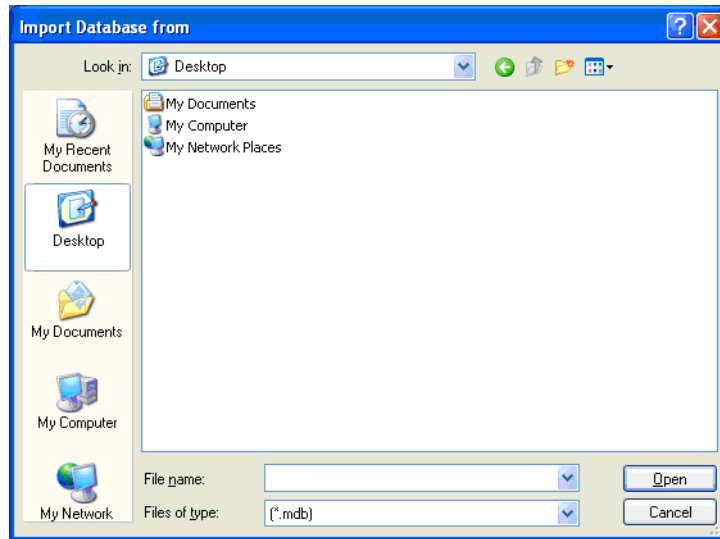 Import Database from
Look in: Desktop
My Documents
My Computer
My Network Places
My Recent
Documents
Desktop
My Documents
My Computer
My Network
File name:
Open
Files of type: (*.mdb)
Cancel